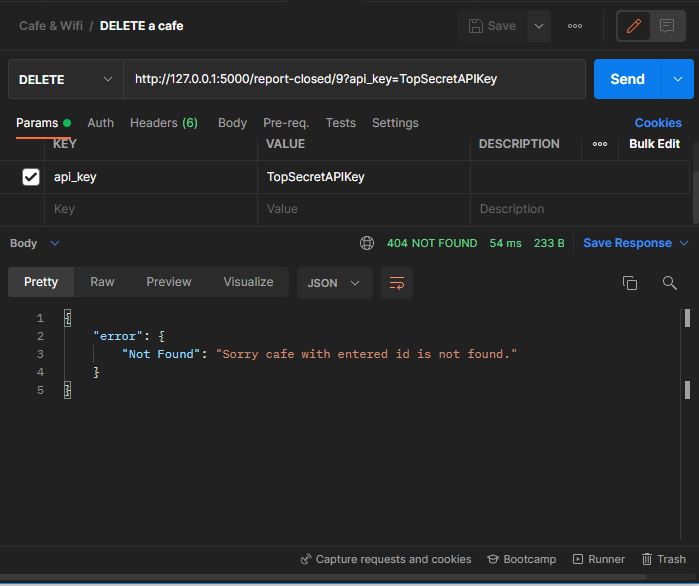 Cafe & Wifi / DELETE a cafe Save
DELETE http://127.0.0.1:5000/report-closed/9?api_key=TopSecretAPIKey Send
Params Auth Headers (6) Body Pre-req. Tests Settings Cookies
KEY VALUE DESCRIPTION Bulk Edit
api_key TopSecretAPIKey
Key Value Description
Body 404 NOT FOUND 54 ms 233 B Save Response
Pretty Raw Preview Visualize JSON
1 {
2 "error": {
3 "Not Found": "Sorry cafe with entered id is not found."
4 }
5 }
Capture requests and cookies Bootcamp Runner Trash